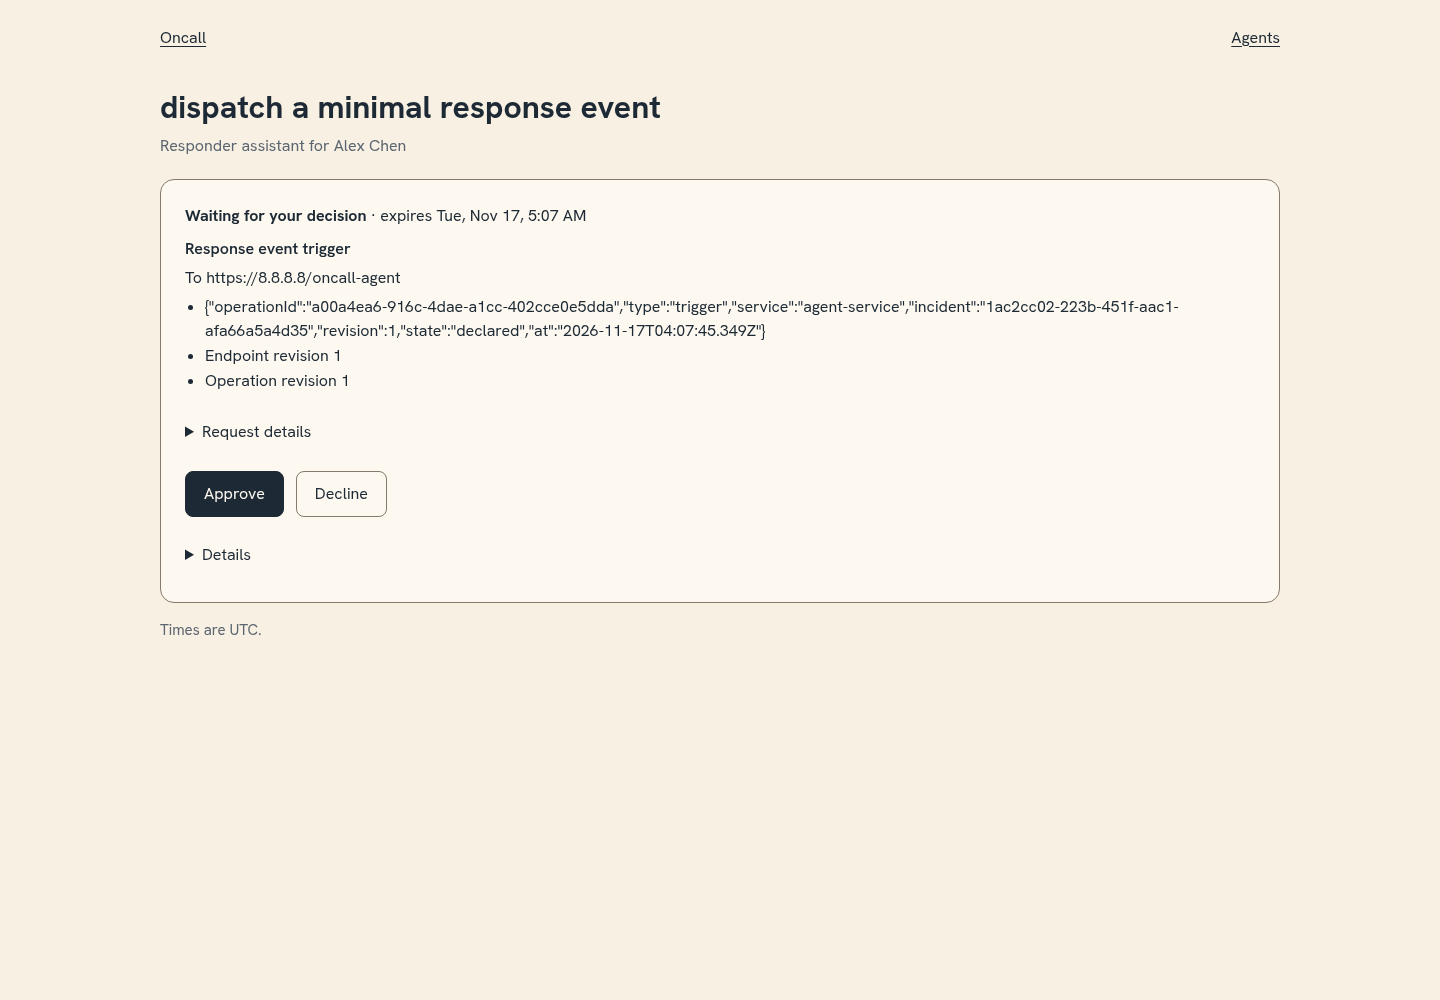 Oncall
Agents
dispatch a minimal response event
Responder assistant for Alex Chen
Waiting for your decision · expires Tue, Nov 17, 5:07 AM
Response event trigger
To https://8.8.8.8/oncall-agent
• {"operationId":"a00a4ea6-916c-4dae-a1cc-402cce0e5dda","type":"trigger","service":"agent-service","incident":"1ac2cc02-223b-451f-aac1-
afa66a5a4d35","revision":1,"state":"declared","at":"2026-11-17T04:07:45.349Z"}
• Endpoint revision 1
• Operation revision 1
▶ Request details
Approve
Decline
▶ Details
Times are UTC.